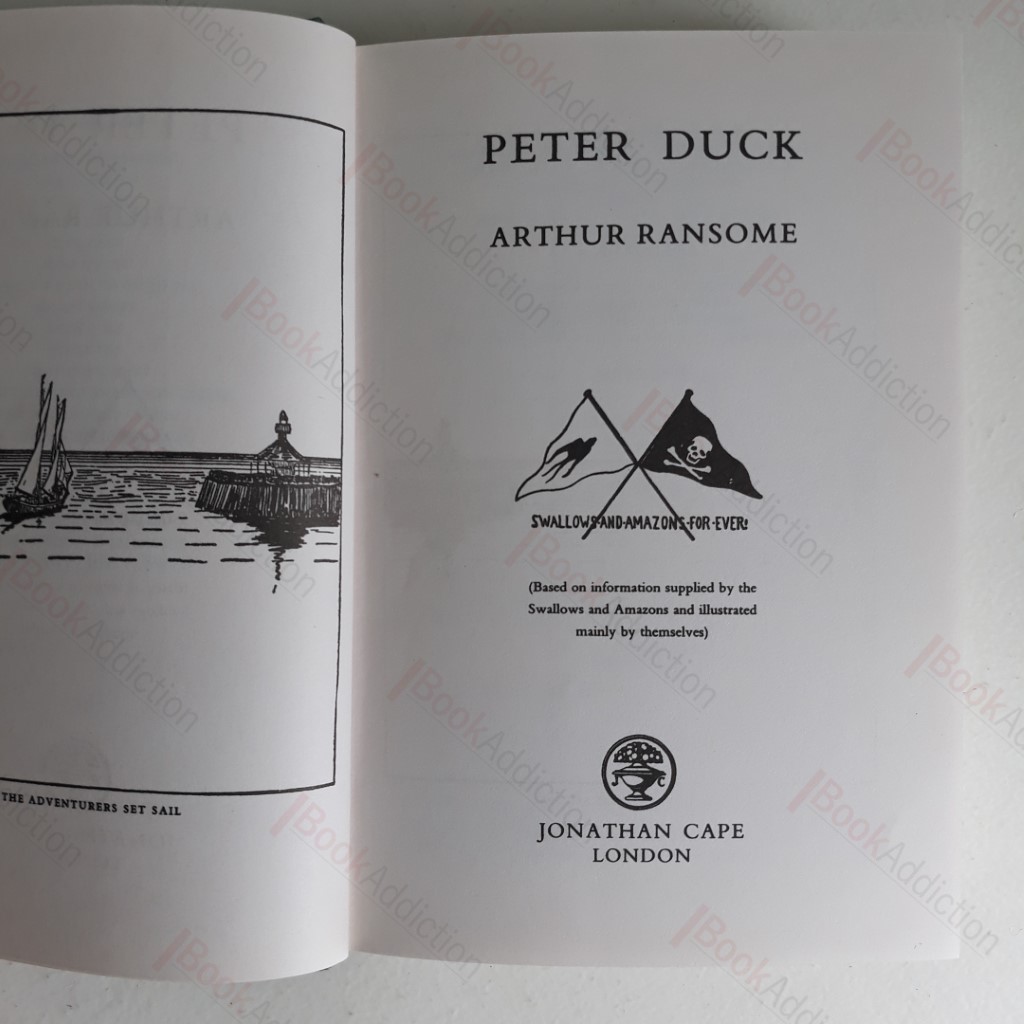 THE ADVENTURERS SET SAIL
PETER DUCK
ARTHUR RANSOME
SWALLOWS·AND·AMAZONS·FOR·EVER!
(Based on information supplied by the
Swallows and Amazons and illustrated
mainly by themselves)
J C
JONATHAN CAPE
LONDON
BookAddiction